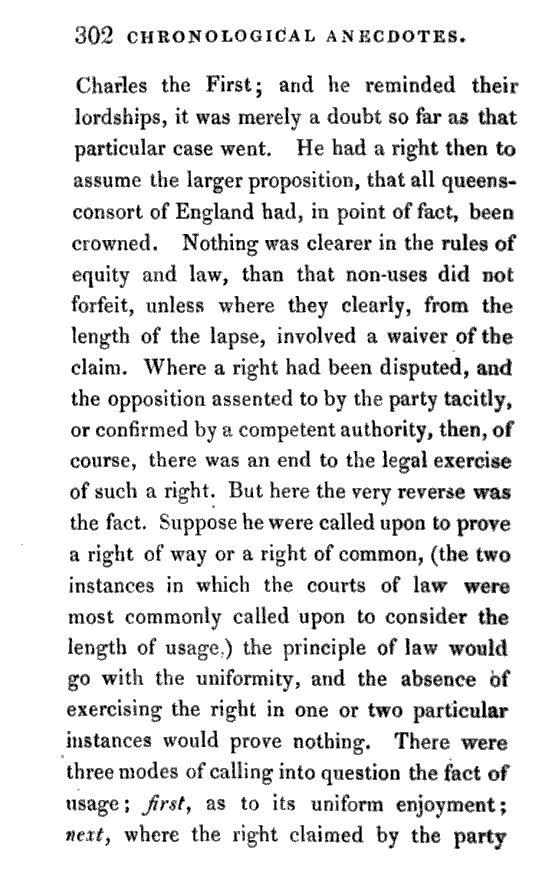 302 CHRONOLOGICAL ANECDOTES.
Charles the First; and he reminded their
lordships, it was merely a doubt so far as that
particular case went. He had a right then to
assume the larger proposition, that all queens-
consort of England had, in point of fact, been
crowned. Nothing was clearer in the rules of
equity and law, than that non-uses did not
forfeit, unless where they clearly, from the
length of the lapse, involved a waiver of the
claim. Where a right had been disputed, and
the opposition assented to by the party tacitly,
or confirmed by a competent authority, then, of
course, there was an end to the legal exercise
of such a right. But here the very reverse was
the fact. Suppose he were called upon to prove
a right of way or a right of common, (the two
instances in which the courts of law were
most commonly called upon to consider the
length of usage,) the principle of law would
go with the uniformity, and the absence of
exercising the right in one or two particular
instances would prove nothing. There were
three modes of calling into question the fact of
usage; first, as to its uniform enjoyment;
next, where the right claimed by the party